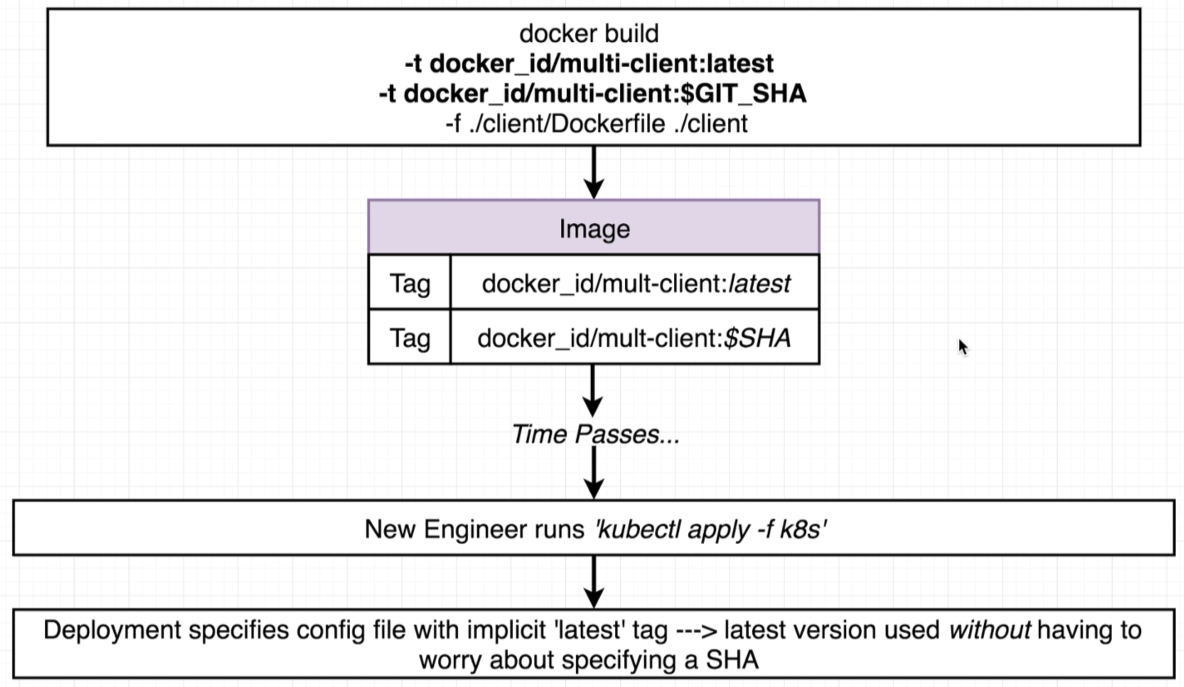 docker build
-t docker_id/multi-client:latest
-t docker_id/multi-client:$GIT_SHA
-f ./client/Dockerfile ./client
Image
Tag docker_id/mult-client:latest
Tag docker_id/mult-client:$SHA
Time Passes...
New Engineer runs 'kubectl apply -f k8s'
Deployment specifies config file with implicit 'latest' tag ---> latest version used without having to
worry about specifying a SHA